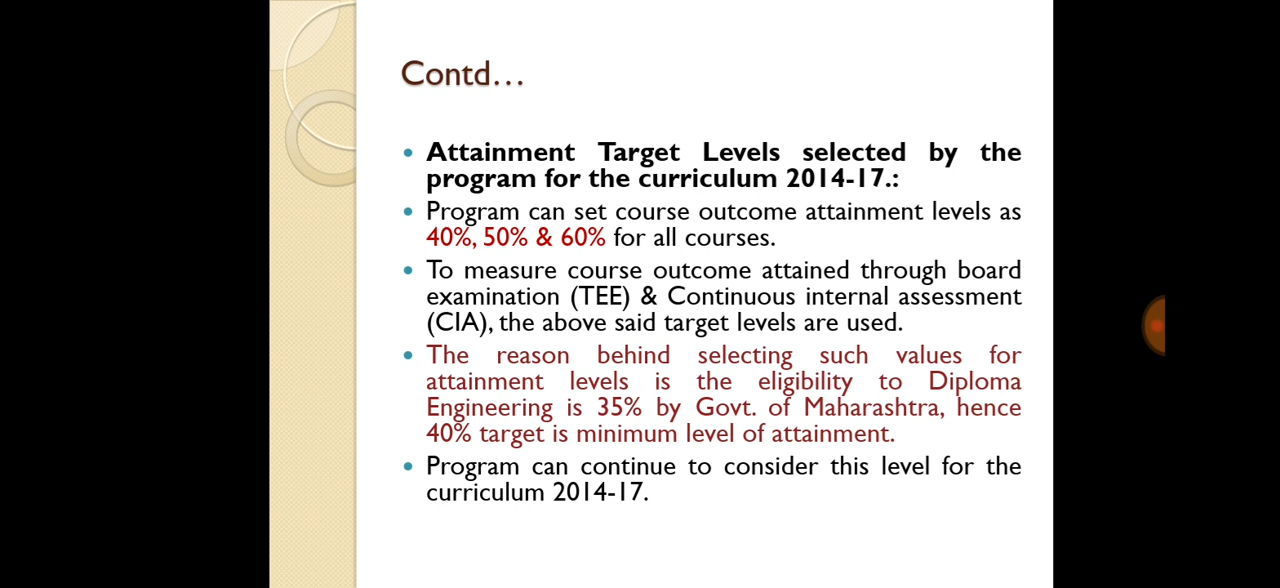 Contd...
• Attainment Target Levels selected by the
program for the curriculum 2014-17.:
• Program can set course outcome attainment levels as
40%, 50% & 60% for all courses.
• To measure course outcome attained through board
examination (TEE) & Continuous internal assessment
(CIA), the above said target levels are used.
• The reason behind selecting such values for
attainment levels is the eligibility to Diploma
Engineering is 35% by Govt. of Maharashtra, hence
40% target is minimum level of attainment.
• Program can continue to consider this level for the
curriculum 2014-17.